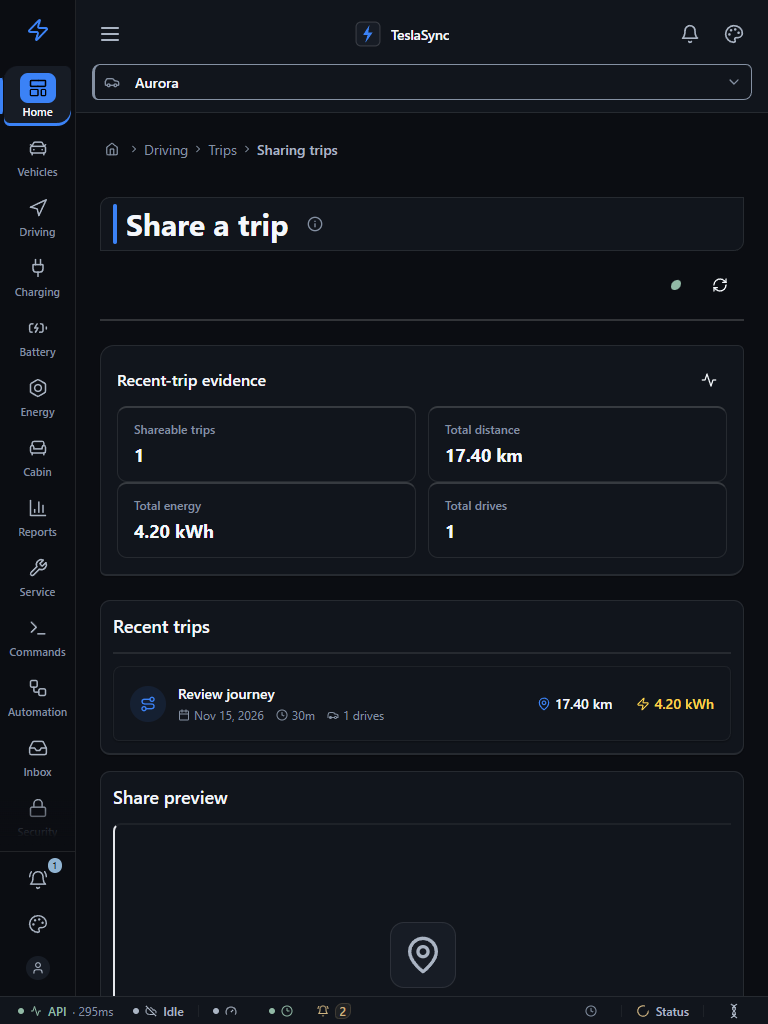 TeslaSync
Aurora
Home
Vehicles
Driving
Charging
Battery
Energy
Cabin
Reports
Service
Commands
Automation
Inbox
Security
1
Driving > Trips > Sharing trips
Share a trip
Recent-trip evidence
Shareable trips
1
Total distance
17.40 km
Total energy
4.20 kWh
Total drives
1
Recent trips
Review journey
Nov 15, 2026 30m 1 drives
17.40 km 4.20 kWh
Share preview
API · 295ms Idle 2 Status